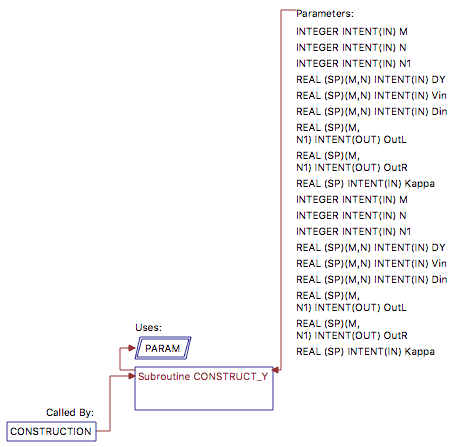 Parameters:
INTEGER INTENT(IN) M
INTEGER INTENT(IN) N
INTEGER INTENT(IN) N1
REAL (SP)(M,N) INTENT(IN) DY
REAL (SP)(M,N) INTENT(IN) Vin
REAL (SP)(M,N) INTENT(IN) Din
REAL (SP)(M,
N1) INTENT(OUT) OutL
REAL (SP)(M,
N1) INTENT(OUT) OutR
REAL (SP) INTENT(IN) Kappa
INTEGER INTENT(IN) M
INTEGER INTENT(IN) N
INTEGER INTENT(IN) N1
REAL (SP)(M,N) INTENT(IN) DY
REAL (SP)(M,N) INTENT(IN) Vin
REAL (SP)(M,N) INTENT(IN) Din
REAL (SP)(M,
N1) INTENT(OUT) OutL
REAL (SP)(M,
N1) INTENT(OUT) OutR
REAL (SP) INTENT(IN) Kappa
Uses:
PARAM
Subroutine CONSTRUCT_Y
Called By:
CONSTRUCTION